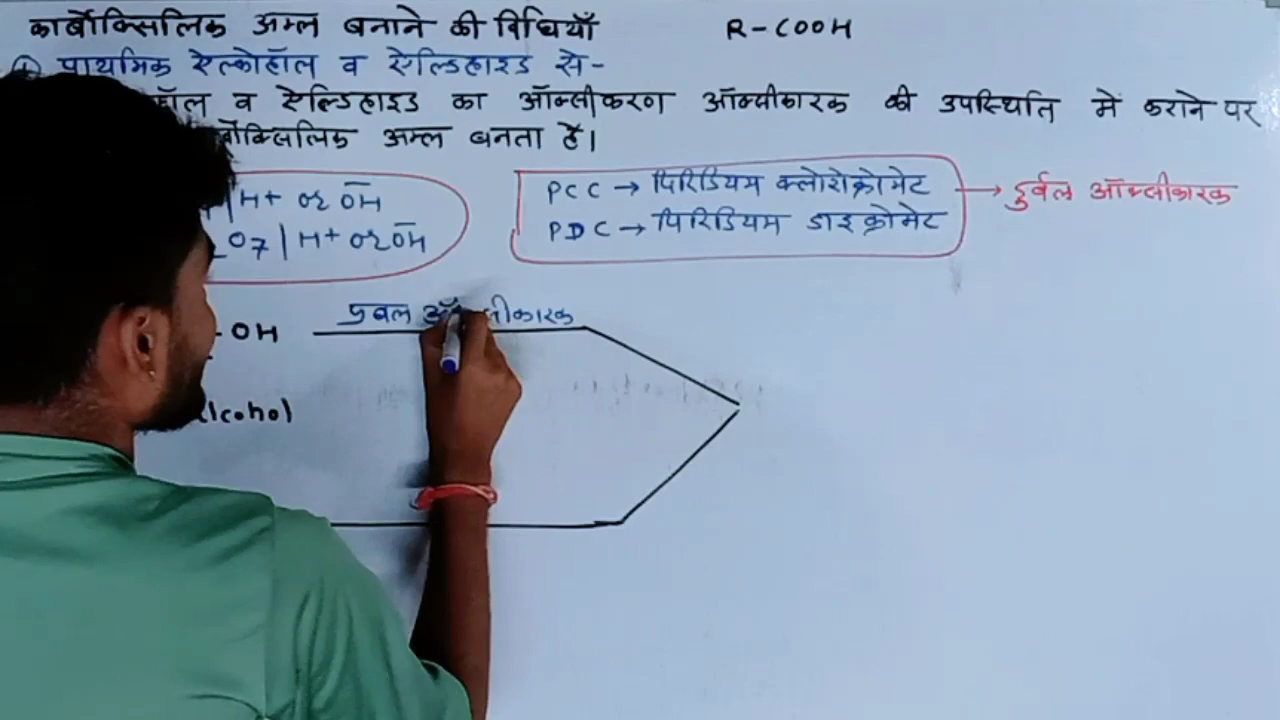 कार्बोक्सिलिक अम्ल बनाने की विधियाँ R-COOH
प्राथमिक ऐल्कोहॉल व ऐल्डिहाइड से-
व ऐल्डिहाइड का ऑक्सीकरण ऑक्सीकारक की उपस्थिति में कराने पर
अम्ल बनता है।
PCC → पिरिडियम क्लोरोक्रोमेट → दुर्बल ऑक्सीकारक
|H+ or OH̅
PDC → पिरिडियम डाइक्रोमेट
O7 | H+ or OH̅
प्रबल
OH